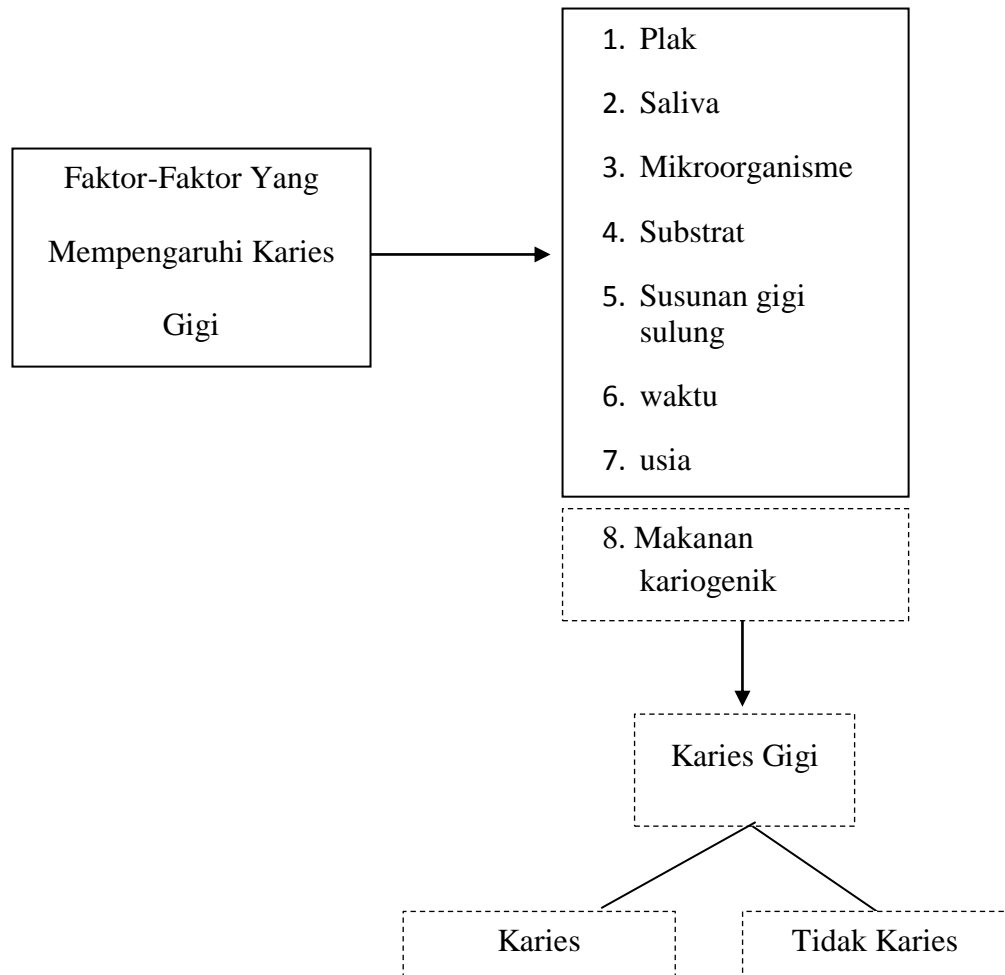 Faktor-Faktor Yang
Mempengaruhi Karies
Gigi
1. Plak
2. Saliva
3. Mikroorganisme
4. Substrat
5. Susunan gigi
sulung
6. waktu
7. usia
8. Makanan
kariogenik
Karies Gigi
Karies
Tidak Karies